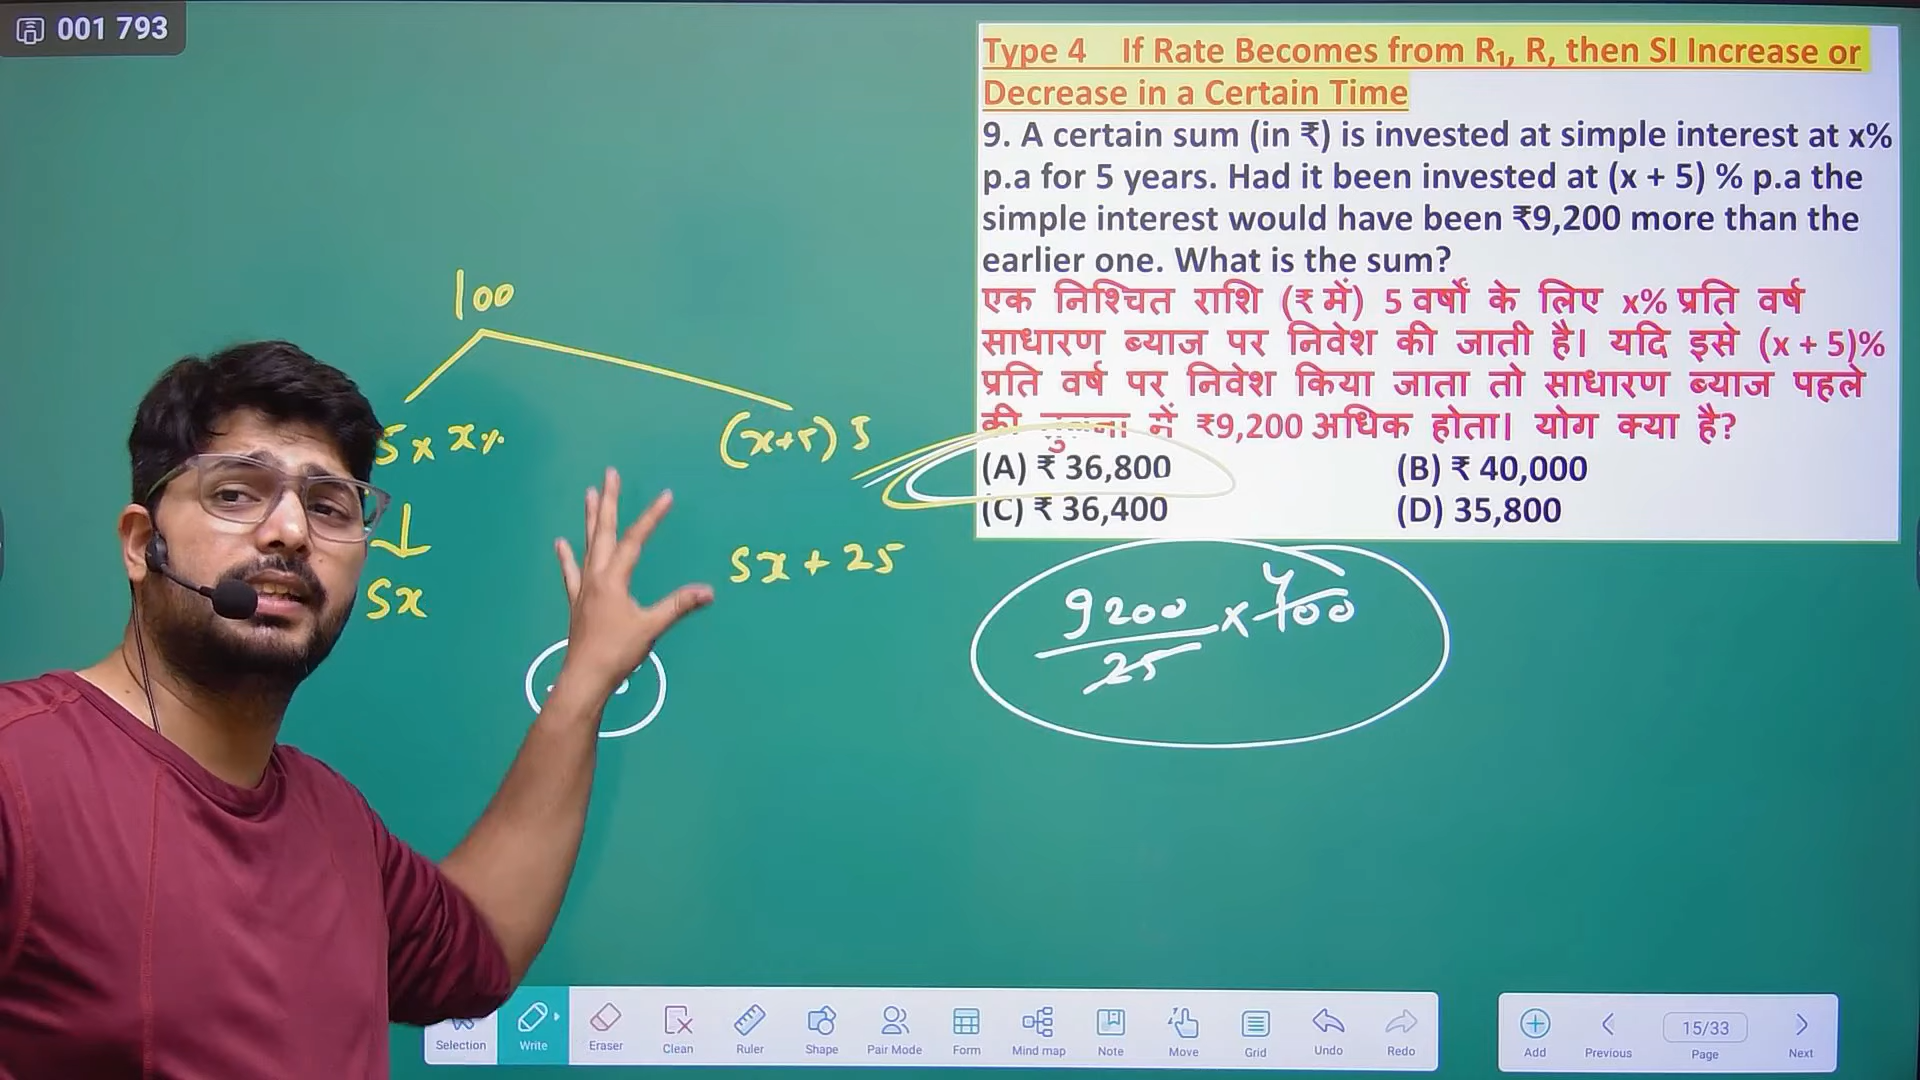 001 793
Type 4 If Rate Becomes from R₁, R, then SI Increase or
Decrease in a Certain Time
9. A certain sum (in ₹) is invested at simple interest at x%
p.a for 5 years. Had it been invested at (x + 5) % p.a the
simple interest would have been ₹9,200 more than the
earlier one. What is the sum?
एक निश्चित राशि (₹ में) 5 वर्षों के लिए x% प्रति वर्ष
साधारण ब्याज पर निवेश की जाती है। यदि इसे (x + 5)%
प्रति वर्ष पर निवेश किया जाता तो साधारण ब्याज पहले
की तुलना में ₹9,200 अधिक होता। योग क्या है?
(A) ₹ 36,800 (B) ₹ 40,000
(C) ₹ 36,400 (D) 35,800
100
5 x x% (x+5) 5
5x 5x + 25
9200 x 100 4
25
Selection Write Eraser Clean Ruler Shape Pair Mode Form Mind map Note Move Grid Undo Redo
Add Previous 15/33 Page Next